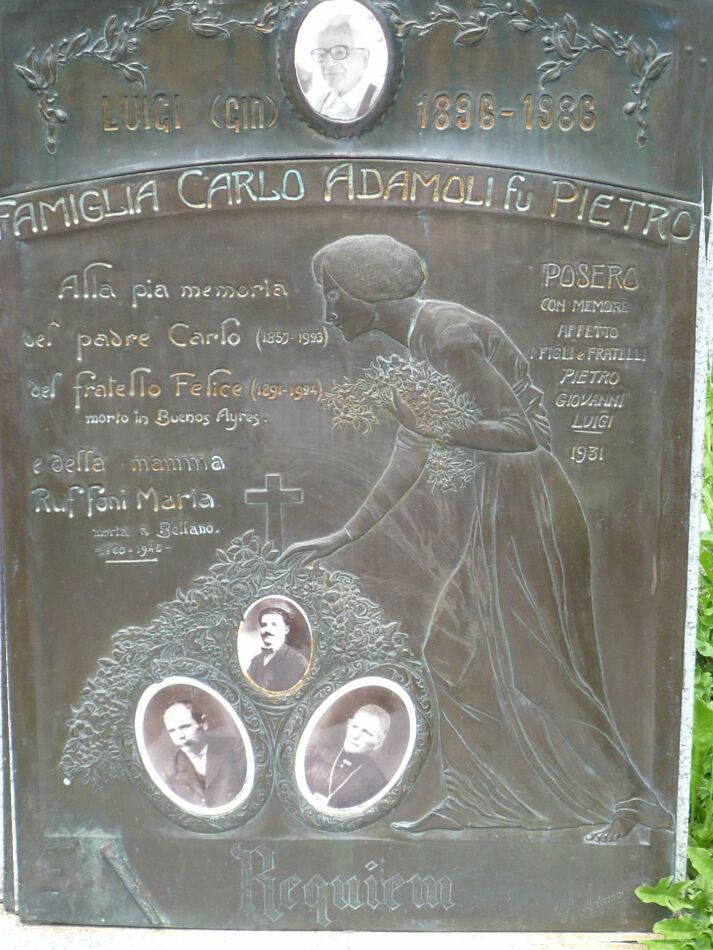 LUIGI (GIN) 1896-1986
FAMIGLIA CARLO ADAMOLI fu PIETRO
Alla pia memoria
del padre Carlo (1857-1923)
del fratello Felice (1891-1924)
morto in Buenos Ayres.
e della mamma
Ruffoni Maria
morta a Bellano.
POSERO
CON MEMORE
AFFETTO
I FIGLI e FRATELLI
PIETRO
GIOVANNI
LUIGI
1931
Requiem